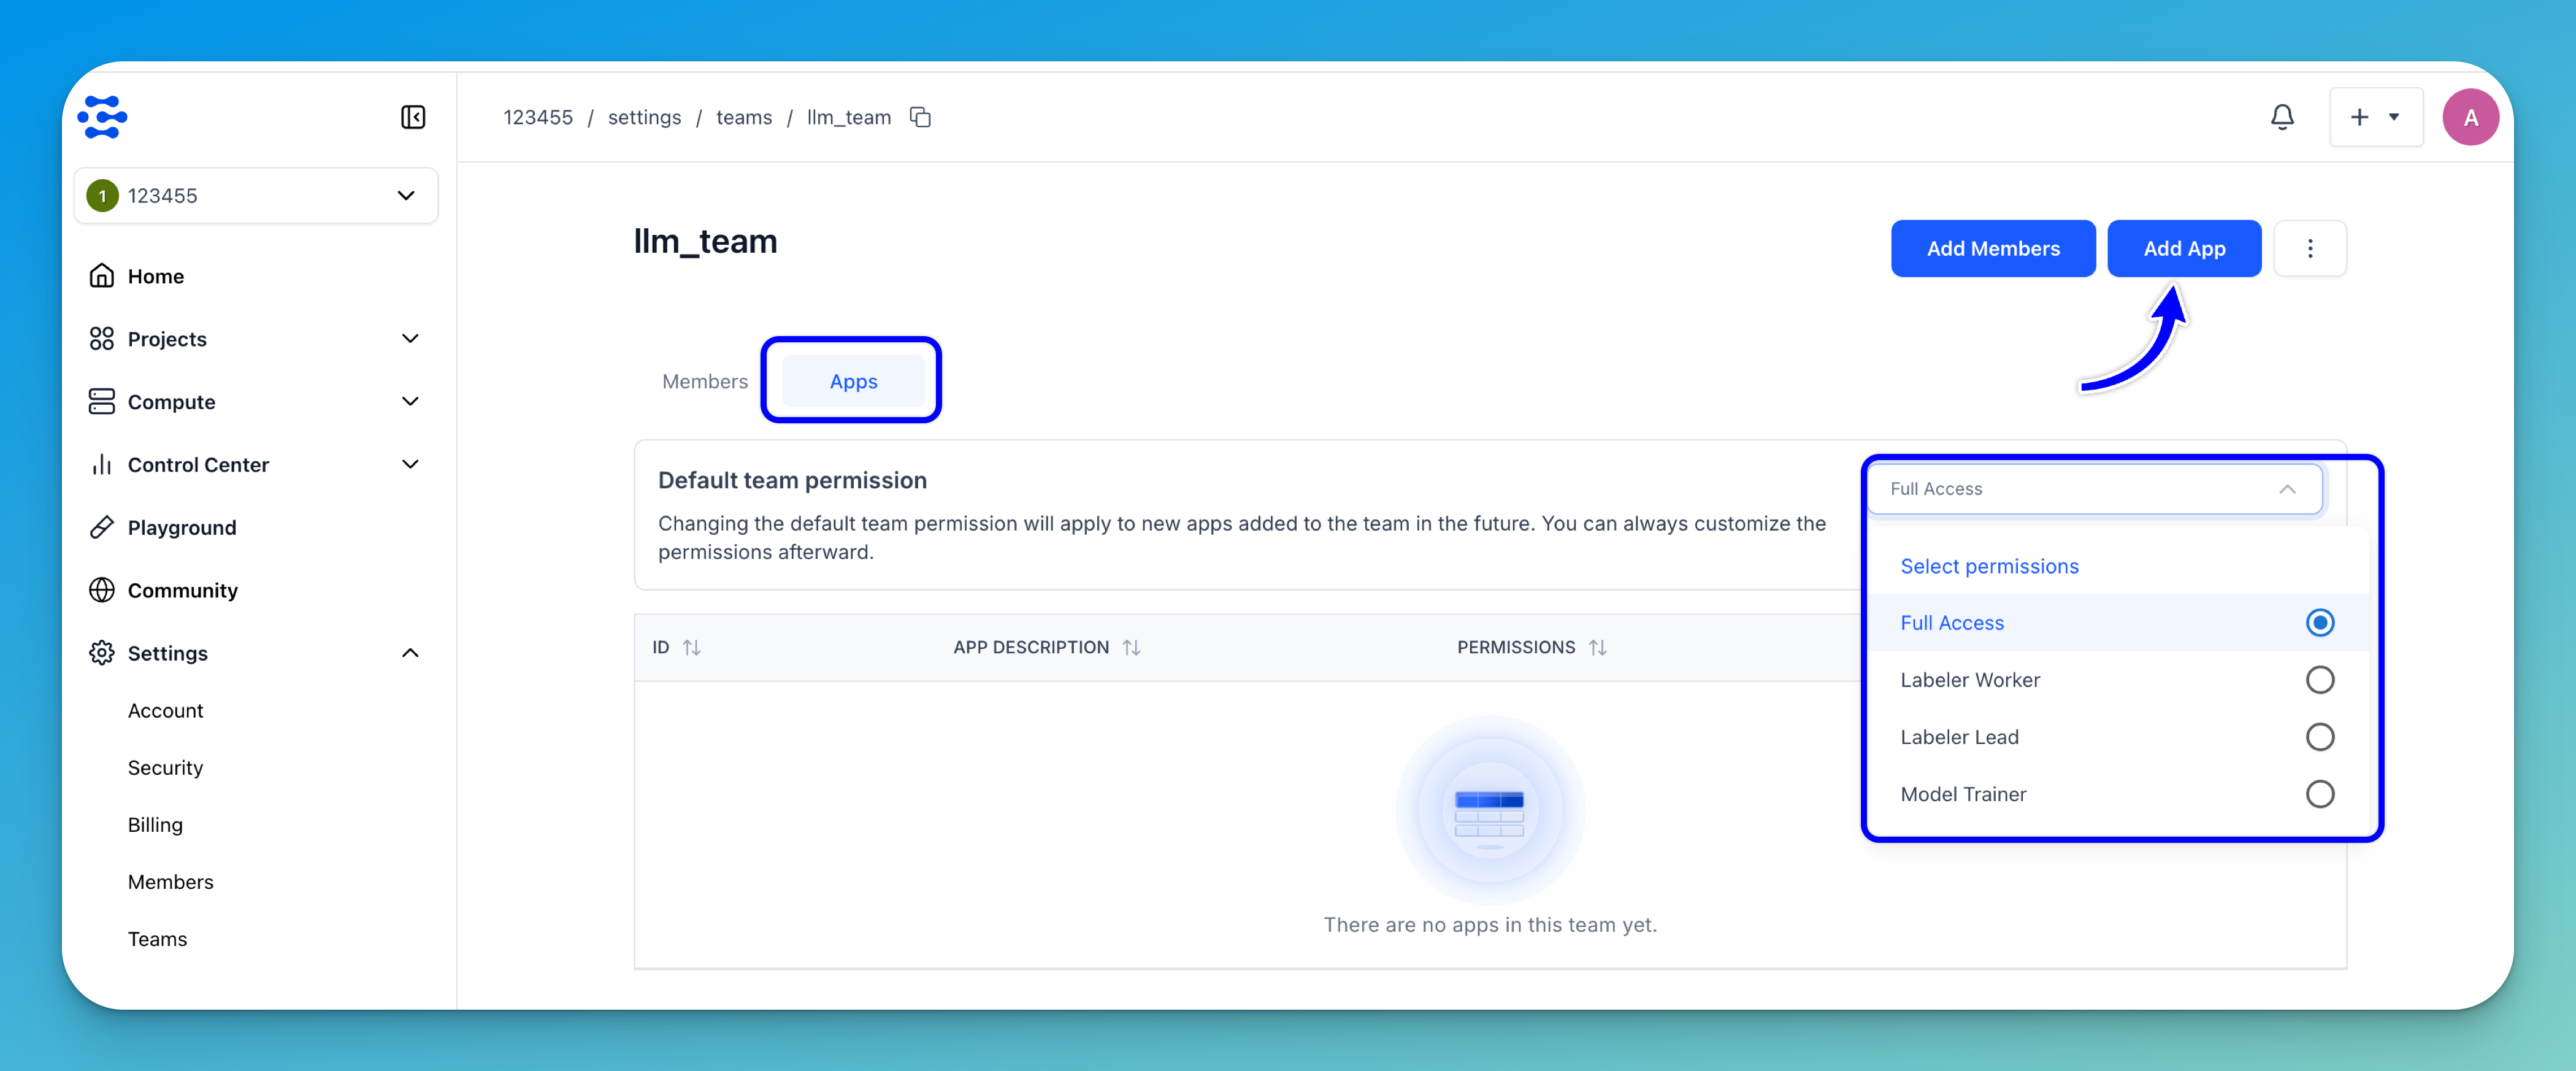 123455 / settings / teams / llm_team
A
1 123455
Home
Projects
Compute
Control Center
Playground
Community
Settings
Account
Security
Billing
Members
Teams
llm_team
Add Members
Add App
Members
Apps
Default team permission
Changing the default team permission will apply to new apps added to the team in the future. You can always customize the
permissions afterward.
Full Access
Select permissions
Full Access
Labeler Worker
Labeler Lead
Model Trainer
ID
APP DESCRIPTION
PERMISSIONS
There are no apps in this team yet.